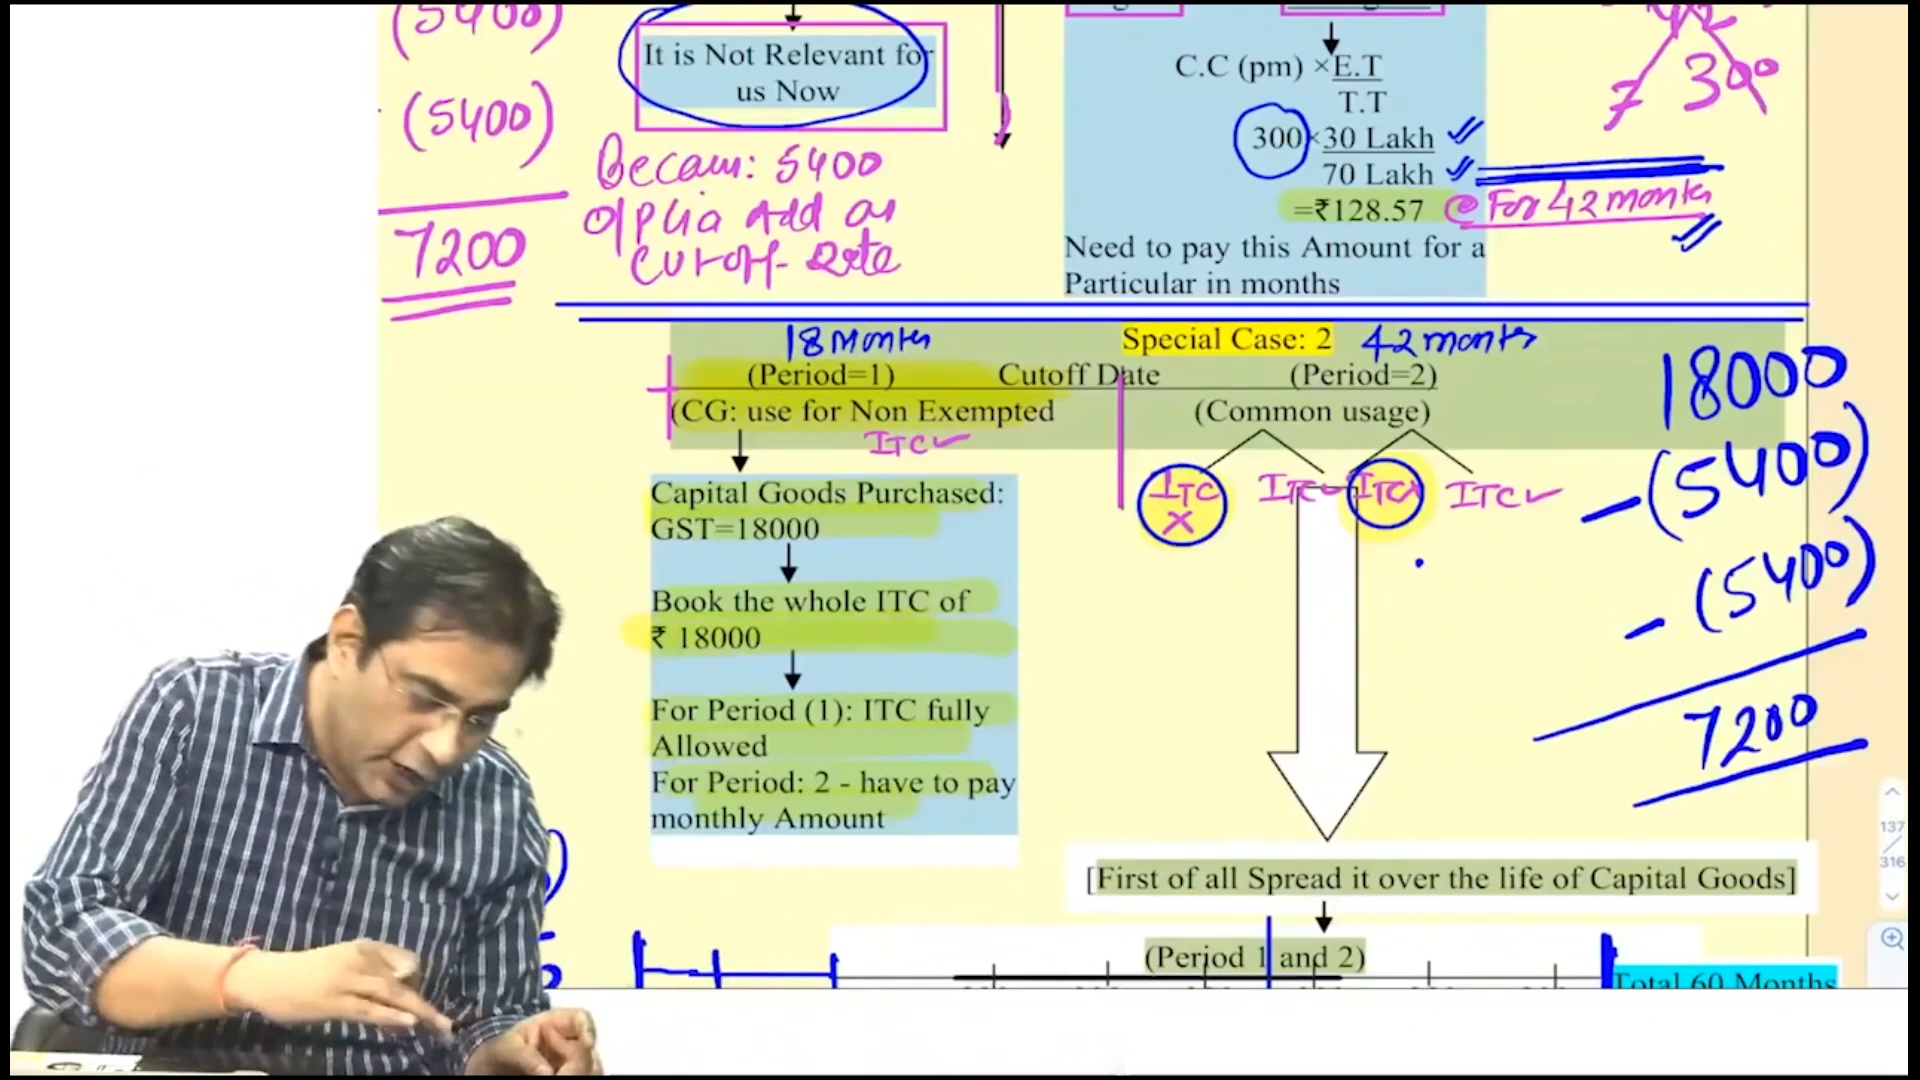 (5400)
(5400)
7200
It is Not Relevant for
us Now
Becam: 5400
Add as
cutoff Date
C.C (pm) ×E.T
T.T
300×30 Lakh
70 Lakh
=₹128.57 @ For 42 months
Need to pay this Amount for a
Particular in months
300
18 Months
Special Case: 2
42 months
(Period=1)
Cutoff Date
(Period=2)
(CG: use for Non Exempted
(Common usage)
ITC✓
ITC
X
ITC✓
ITCX
ITC✓
Capital Goods Purchased:
GST=18000
Book the whole ITC of
₹ 18000
For Period (1): ITC fully
Allowed
For Period: 2 - have to pay
monthly Amount
18000
-(5400)
-(5400)
7200
[First of all Spread it over the life of Capital Goods]
(Period 1 and 2)
Total 60 Months
137
/
316